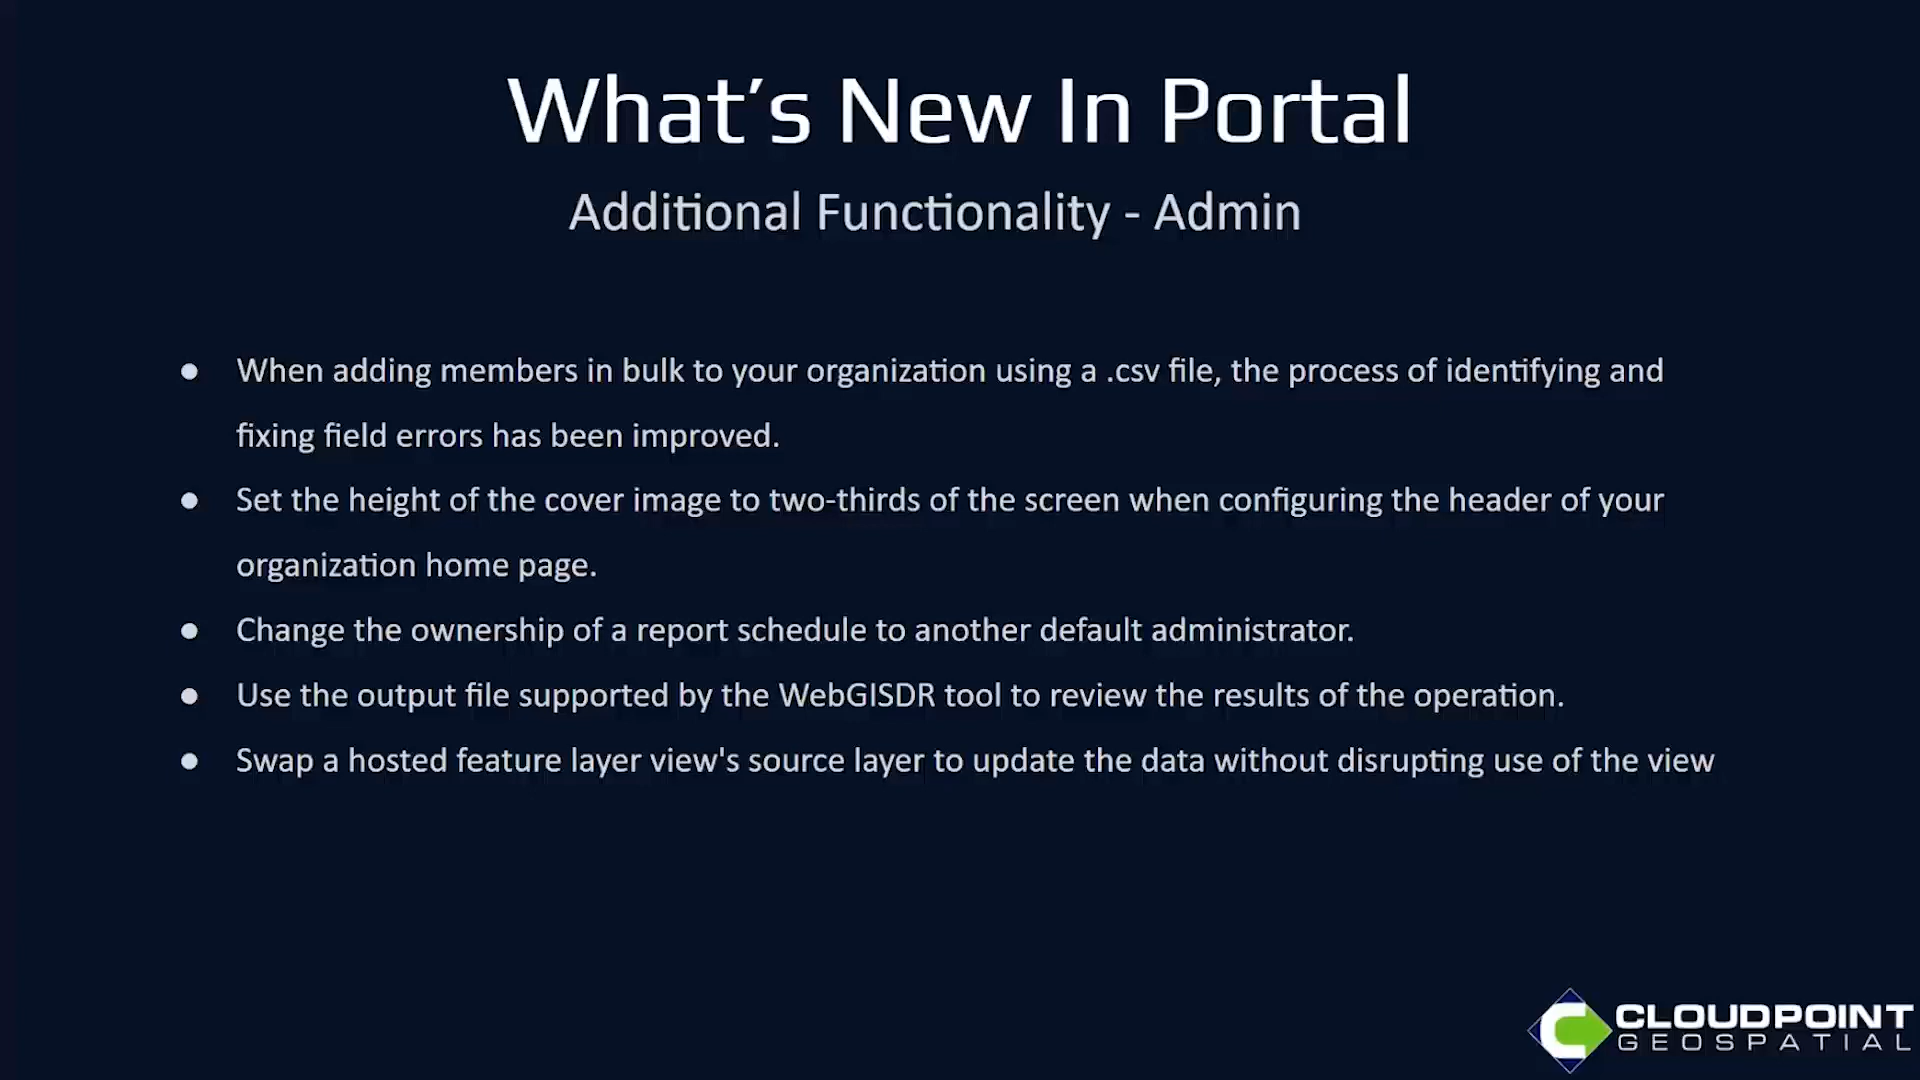 What's New In Portal
Additional Functionality - Admin
● When adding members in bulk to your organization using a .csv file, the process of identifying and
fixing field errors has been improved.
● Set the height of the cover image to two-thirds of the screen when configuring the header of your
organization home page.
● Change the ownership of a report schedule to another default administrator.
● Use the output file supported by the WebGISDR tool to review the results of the operation.
● Swap a hosted feature layer view's source layer to update the data without disrupting use of the view
CLOUDPOINT
GEOSPATIAL